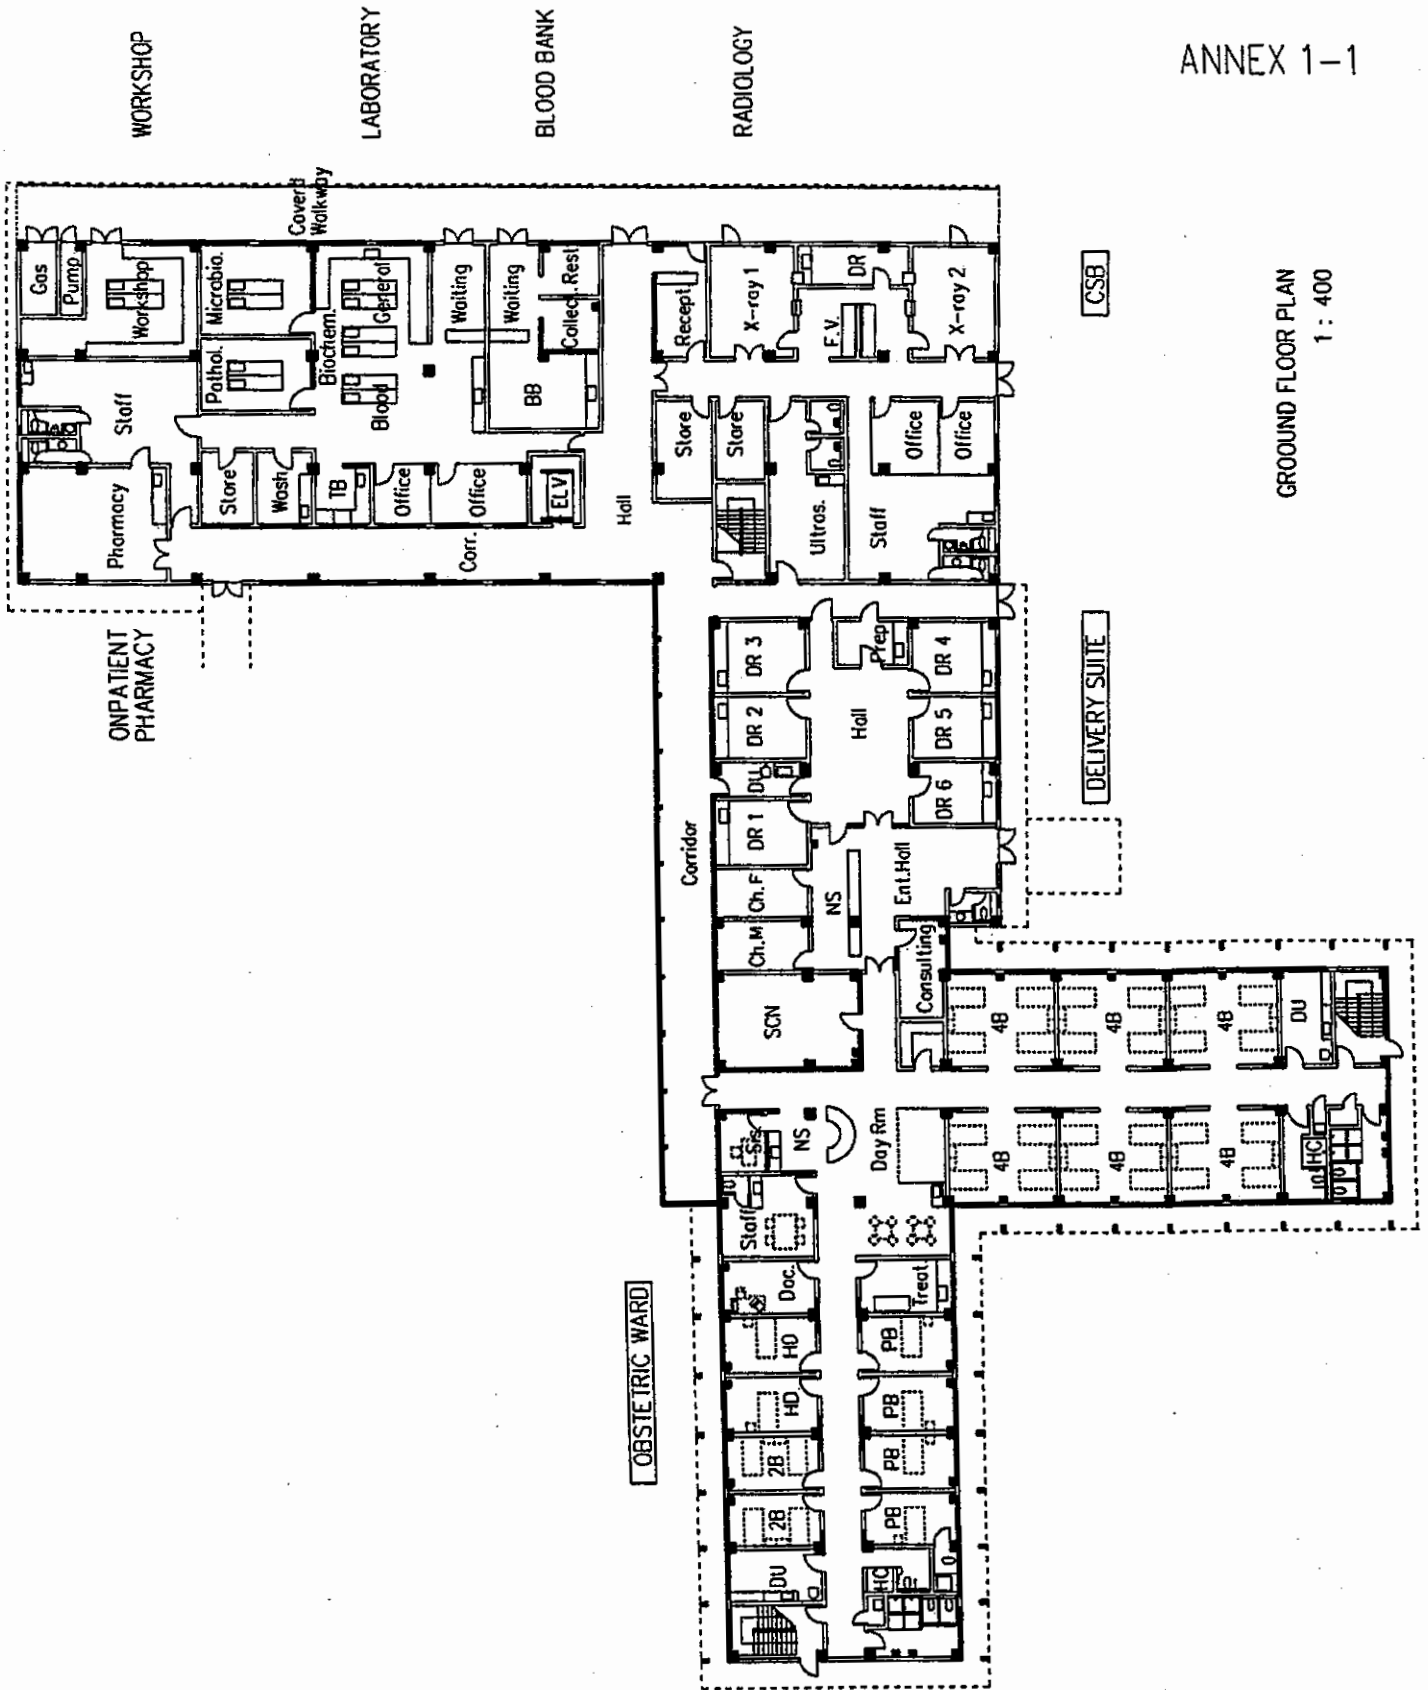 ANNEX 1-1
WORKSHOP
LABORATORY
BLOOD BANK
RADIOLOGY
Cover'd
Walkway
Gas
Pump
Workshop
Microbio.
Pathol.
Biochem.
General
Blood
Waiting
Waiting
Rest
Collect.
BB
Recept
X-ray 1
DR
F.V.
X-ray 2
Staff
Pharmacy
Store
Wash
TB
Office
Office
ELV
Corr.
Hall
Store
Store
Ultras.
Staff
Office
Office
CSB
GROOUND FLOOR PLAN
1 : 400
ONPATIENT
PHARMACY
DR 3
DR 2
DU
DR 1
Ch.F
Ch.M
SCN
Prep
DR 4
DR 5
DR 6
Hall
Corridor
NS
Ent.Hall
Consulting
DELIVERY SUITE
4B
4B
4B
DU
4B
4B
4B
HC
Sis.
NS
Day Rm
Staff
Doc.
Treat.
HD
HD
2B
2B
DU
PB
PB
PB
PB
HC
OBSTETRIC WARD